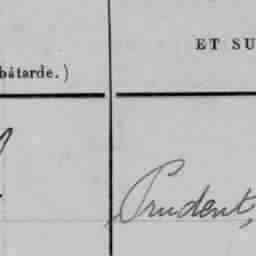 ET SU
bâtarde.)
Prudent,